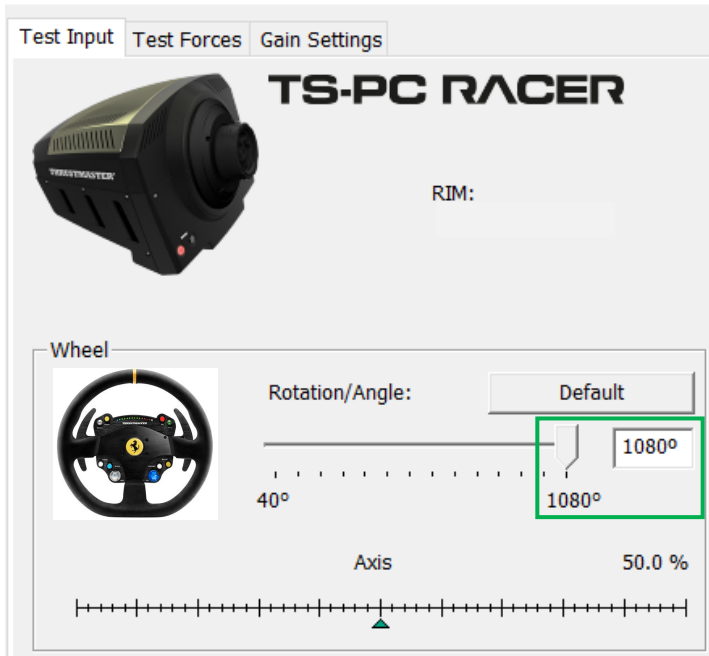 Test Input Test Forces Gain Settings
TS-PC RACER
THRUSTMASTER
RIM:
Wheel
Rotation/Angle: Default
1080º
40º 1080º
Axis 50.0 %